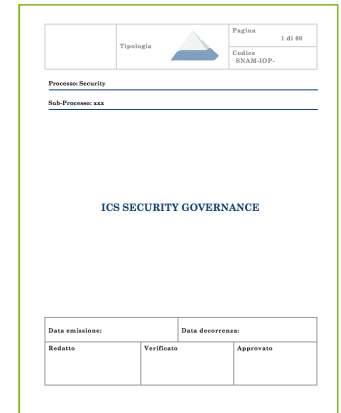 Pagina
1 di 60
Tipologia
Codice
SNAM-IOP-
Processo: Security
Sub-Processo: xxx
ICS SECURITY GOVERNANCE
Data emissione: Data decorrenza:
Redatto Verificato Approvato